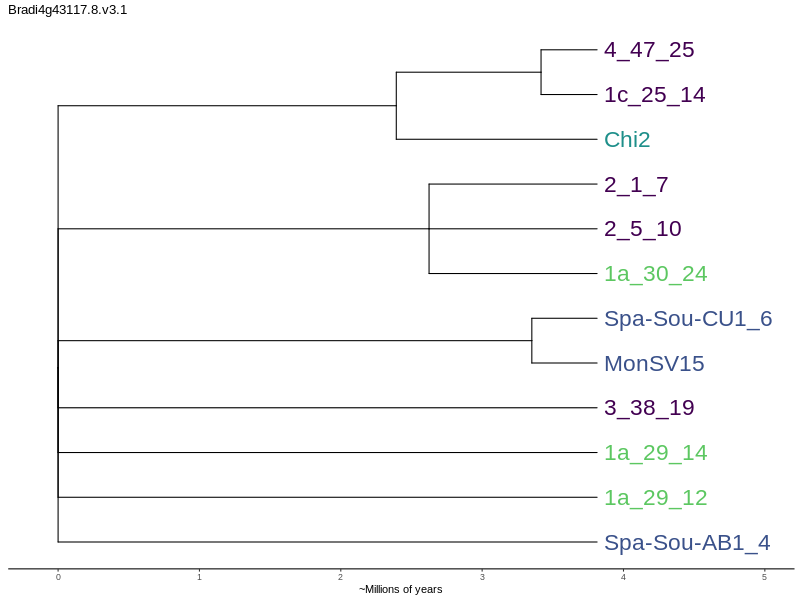 Bradi4g43117.8.v3.1
4_47_25
1c_25_14
Chi2
2_1_7
2_5_10
1a_30_24
Spa-Sou-CU1_6
MonSV15
3_38_19
1a_29_14
1a_29_12
Spa-Sou-AB1_4
0 1 2 3 4 5
~Millions of years